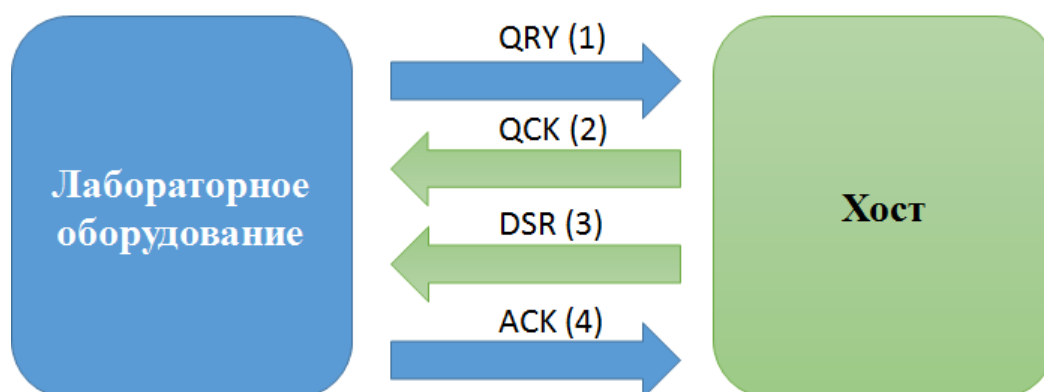 QRY (1)
QCK (2)
Лабораторное
оборудование
DSR (3)
ACK (4)
Хост